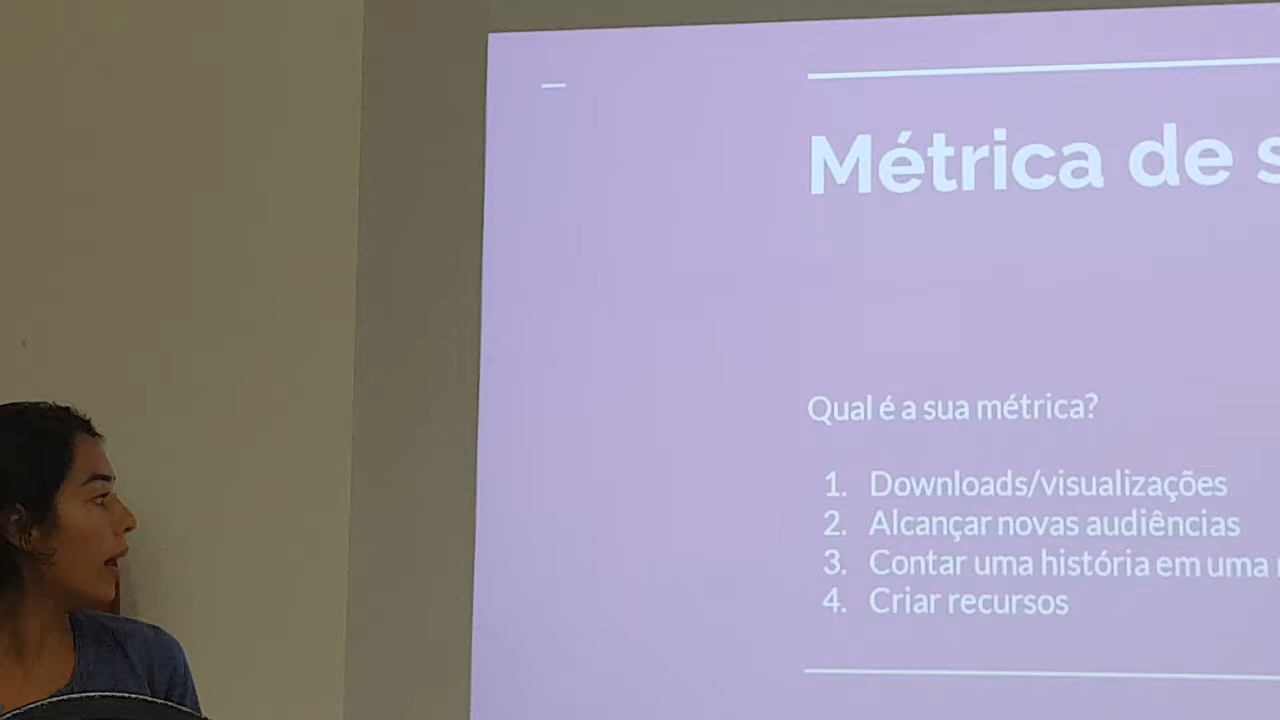 Métrica de
Qual é a sua métrica?
1. Downloads/visualizações
2. Alcançar novas audiências
3. Contar uma história em uma
4. Criar recursos